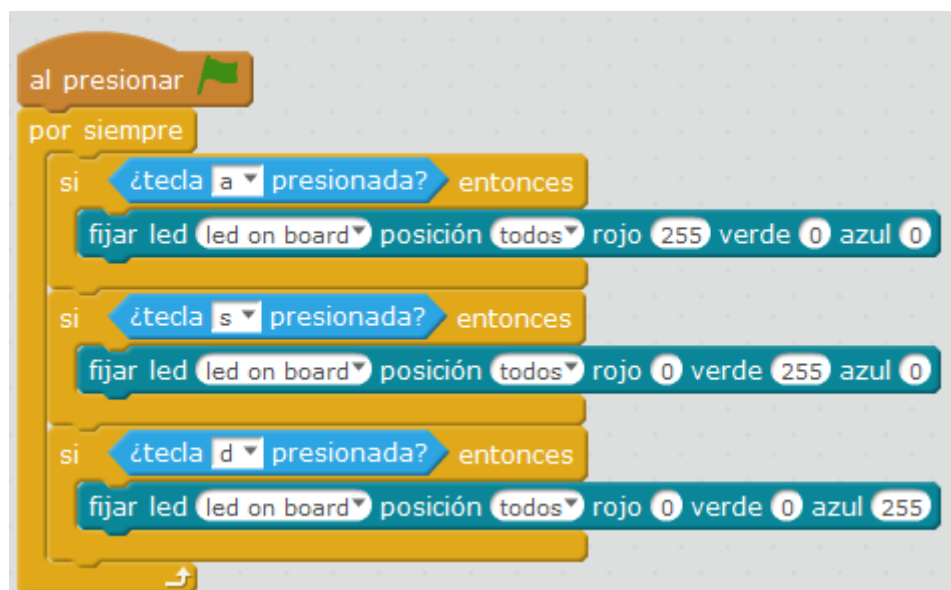 al presionar
por siempre
si ¿tecla a presionada? entonces
fijar led led on board posición todos rojo 255 verde 0 azul 0
si ¿tecla s presionada? entonces
fijar led led on board posición todos rojo 0 verde 255 azul 0
si ¿tecla d presionada? entonces
fijar led led on board posición todos rojo 0 verde 0 azul 255